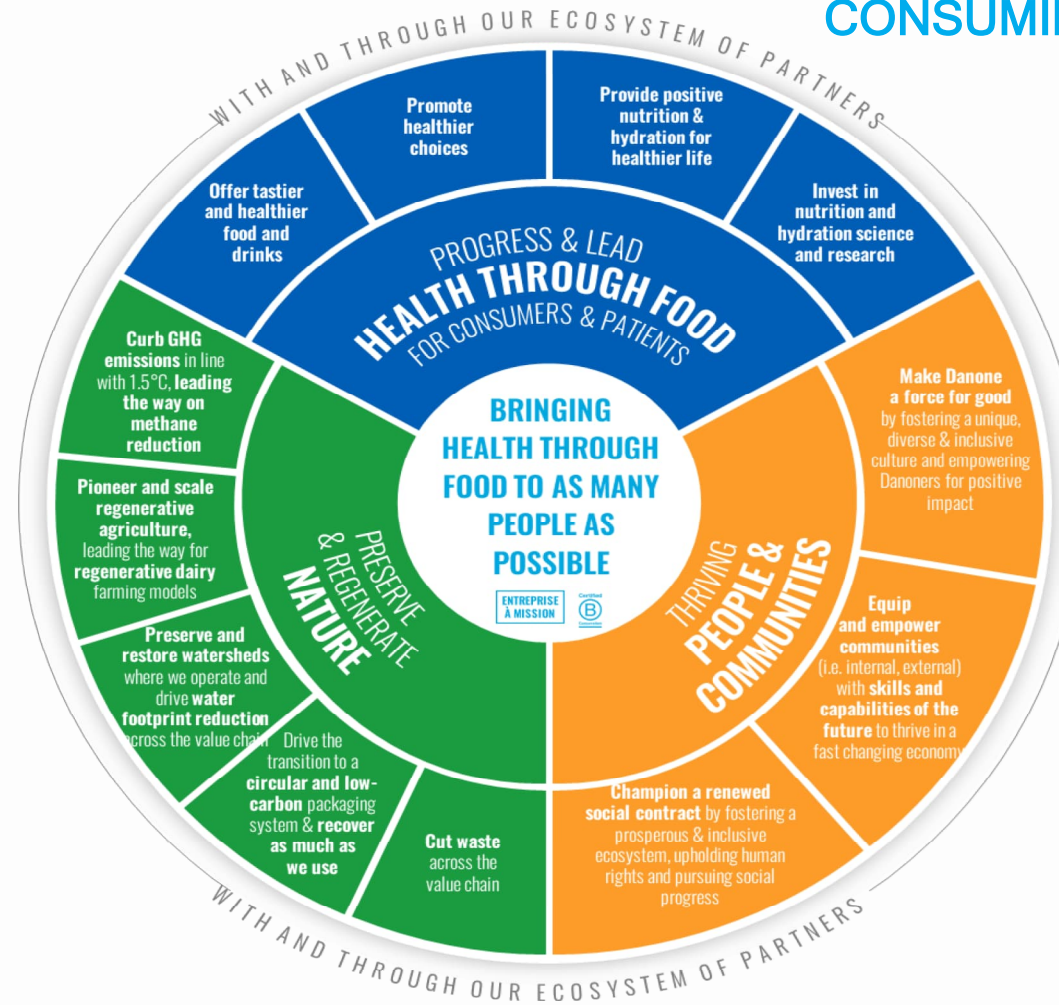 CONSUMI
WITH AND THROUGH OUR ECOSYSTEM OF PARTNERS
Offer tastier
and healthier
food and
drinks
Promote
healthier
choices
Provide positive
nutrition &
hydration for
healthier life
Invest in
nutrition and
hydration science
and research
PROGRESS & LEAD
HEALTH THROUGH FOOD
FOR CONSUMERS & PATIENTS
Curb GHG
emissions in line
with 1.5°C, leading
the way on
methane
reduction
Pioneer and scale
regenerative
agriculture,
leading the way for
regenerative dairy
farming models
Preserve and
restore watersheds
where we operate and
drive water
footprint reduction
across the value chain
Drive the
transition to a
circular and low-
carbon packaging
system & recover
as much as
we use
Cut waste
across the
value chain
PRESERVE
& REGENERATE
NATURE
BRINGING
HEALTH THROUGH
FOOD TO AS MANY
PEOPLE AS
POSSIBLE
ENTREPRISE
À MISSION
Certified
B
Corporation
THRIVING
PEOPLE &
COMMUNITIES
Make Danone
a force for good
by fostering a unique,
diverse & inclusive
culture and empowering
Danoners for positive
impact
Equip
and empower
communities
(i.e. internal, external)
with skills and
capabilities of the
future to thrive in a
fast changing economy
Champion a renewed
social contract by fostering a
prosperous & inclusive
ecosystem, upholding human
rights and pursuing social
progress
WITH AND THROUGH OUR ECOSYSTEM OF PARTNERS